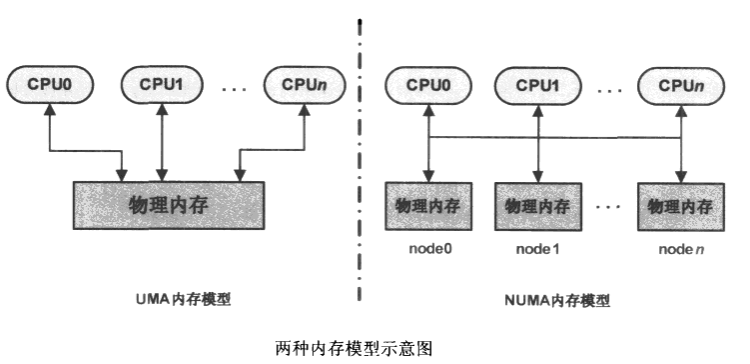 CPU0 CPU1 ... CPUn
物理内存
UMA内存模型
CPU0 CPU1 ... CPUn
物理内存 物理内存 ... 物理内存
node0 node1 node n
NUMA内存模型
两种内存模型示意图